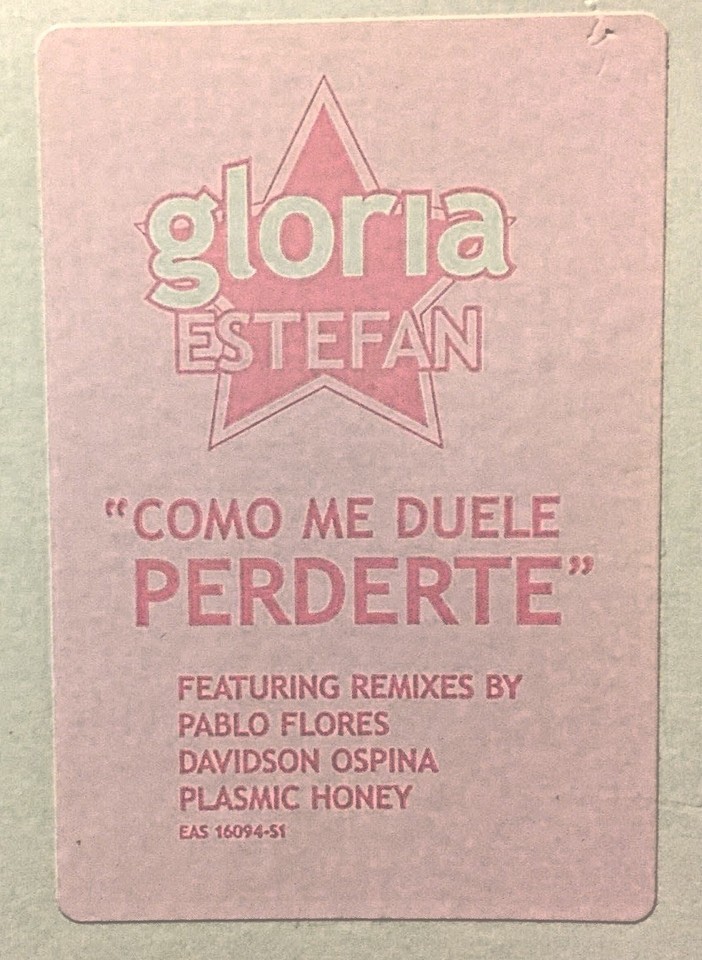 gloria
ESTEFAN
"COMO ME DUELE
PERDERTE"
FEATURING REMIXES BY
PABLO FLORES
DAVIDSON OSPINA
PLASMIC HONEY
EAS 16094-S1